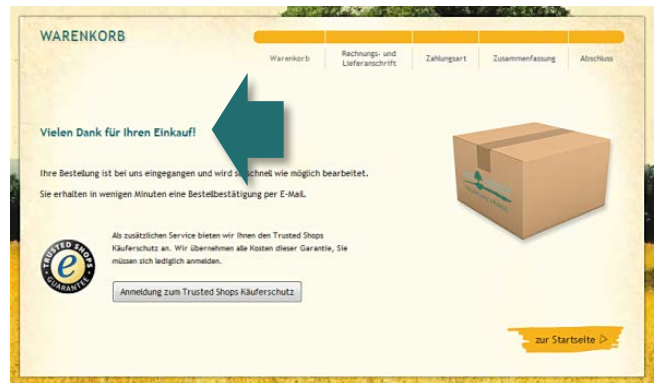 WARENKORB
Warenkorb
Rechnungs- und
Lieferanschrift
Zahlungsart
Zusammenfassung
Abschluss
Vielen Dank für Ihren Einkauf!
Ihre Bestellung ist bei uns eingegangen und wird so schnell wie möglich bearbeitet.
Sie erhalten in wenigen Minuten eine Bestellbestätigung per E-Mail.
Als zusätzlichen Service bieten wir Ihnen den Trusted Shops
Käuferschutz an. Wir übernehmen alle Kosten dieser Garantie, Sie
müssen sich lediglich anmelden.
TRUSTED SHOPS
e
GUARANTEE
Anmeldung zum Trusted Shops Käuferschutz
zur Startseite